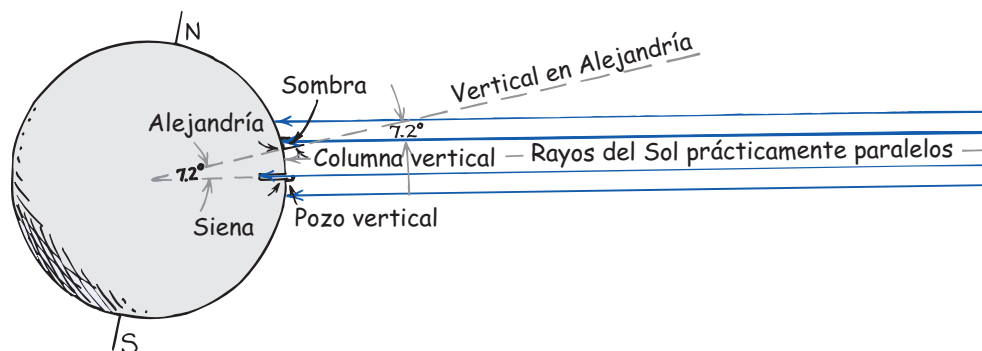 N
Vertical en Alejandría
Sombra
Alejandría
7.2°
Columna vertical
Rayos del Sol prácticamente paralelos
7.2°
Siena
Pozo vertical
S